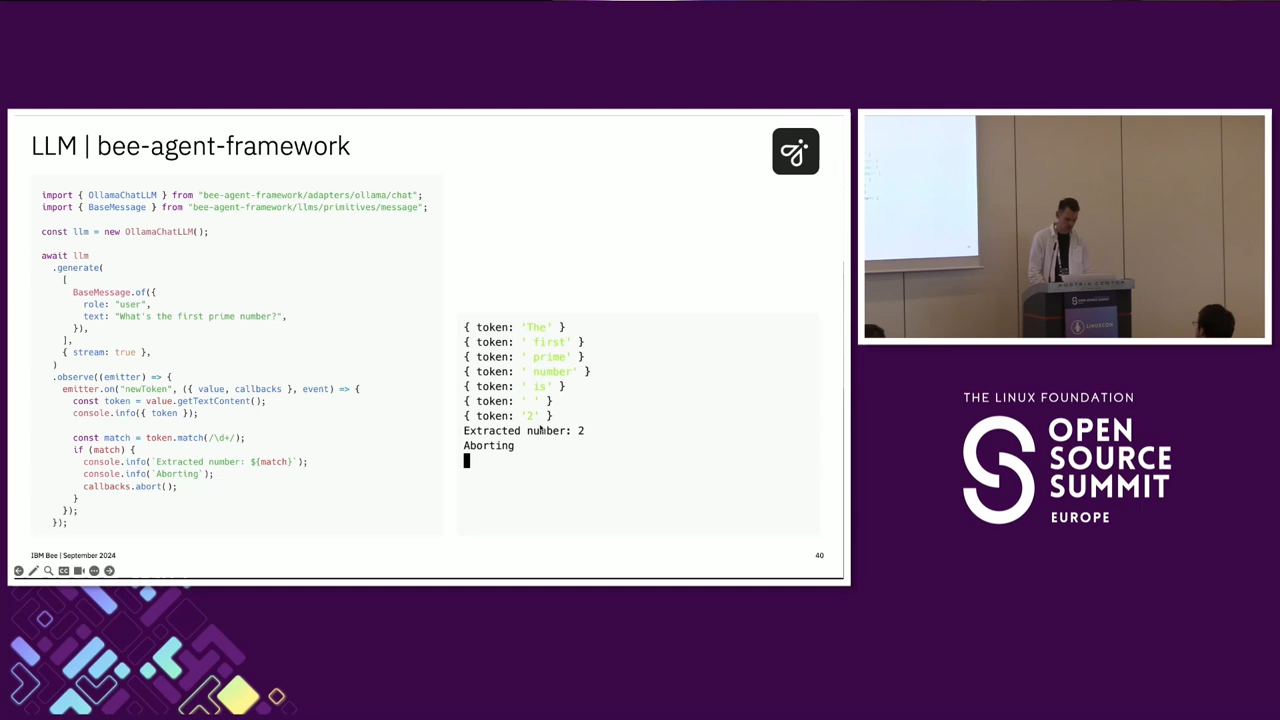 LLM | bee-agent-framework
import { OllamaChatLLM } from "bee-agent-framework/adapters/ollama/chat";
import { BaseMessage } from "bee-agent-framework/llms/primitives/message";
const llm = new OllamaChatLLM();
await llm
.generate(
[
BaseMessage.of({
role: "user",
text: "What's the first prime number?",
}),
],
{ stream: true },
)
.observe((emitter) => {
emitter.on("newToken", ({ value, callbacks }, event) => {
const token = value.getTextContent();
console.info({ token });
const match = token.match(/\d+/);
if (match) {
console.info(`Extracted number: ${match}`);
console.info(`Aborting`);
callbacks.abort();
}
});
});
{ token: 'The' }
{ token: ' first' }
{ token: ' prime' }
{ token: ' number' }
{ token: ' is' }
{ token: ' ' }
{ token: '2' }
Extracted number: 2
Aborting
IBM Bee | September 2024
40
AUSTRIA CENTER
LINUXCON
THE LINUX FOUNDATION
OPEN
SOURCE
SUMMIT
EUROPE